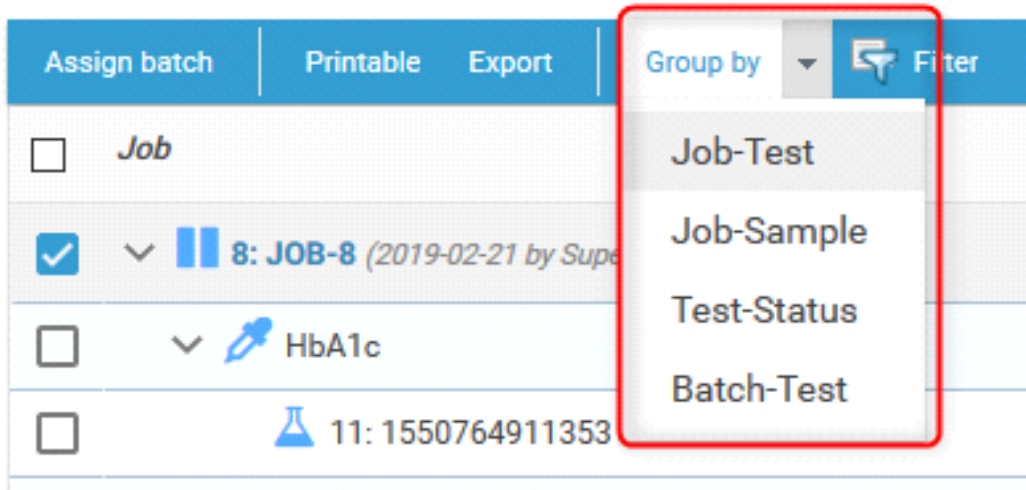 Assign batch Printable Export Group by Filter
Job
Job-Test
8: JOB-8 (2019-02-21 by Supe
Job-Sample
HbA1c
Test-Status
Batch-Test
11: 1550764911353